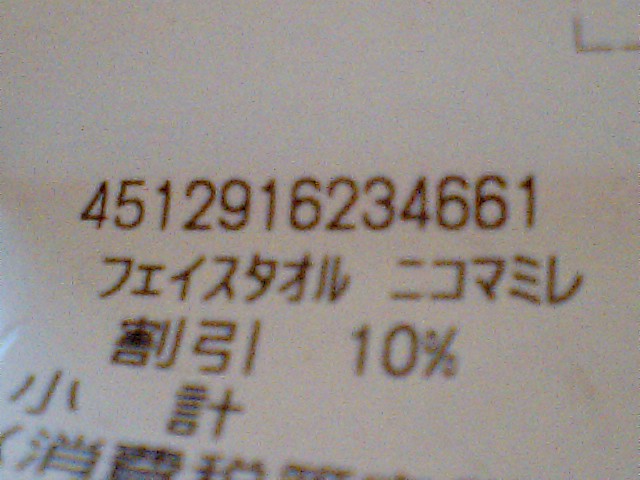 4512916234661
フェイスタオル ニコマミレ
割引 10%
小 計